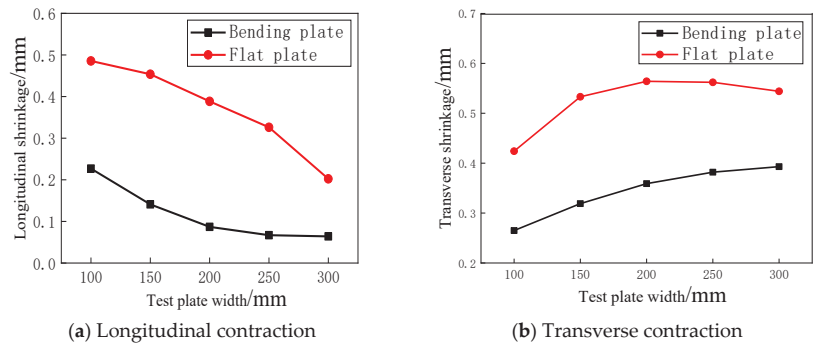 Longitudinal shrinkage/mm
0.6
0.5
0.4
0.3
0.2
0.1
0.0
Bending plate
Flat plate
100 150 200 250 300
Test plate width/mm
(a) Longitudinal contraction
Transverse shrinkage/mm
0.7
0.6
0.5
0.4
0.3
0.2
Bending plate
Flat plate
100 150 200 250 300
Test plate width/mm
(b) Transverse contraction